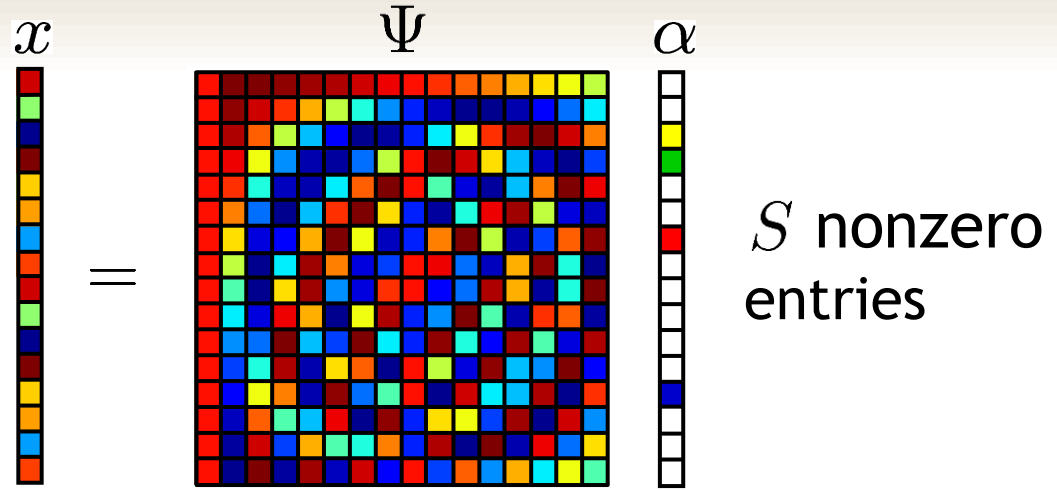 x Ψ α
=
S nonzero
entries